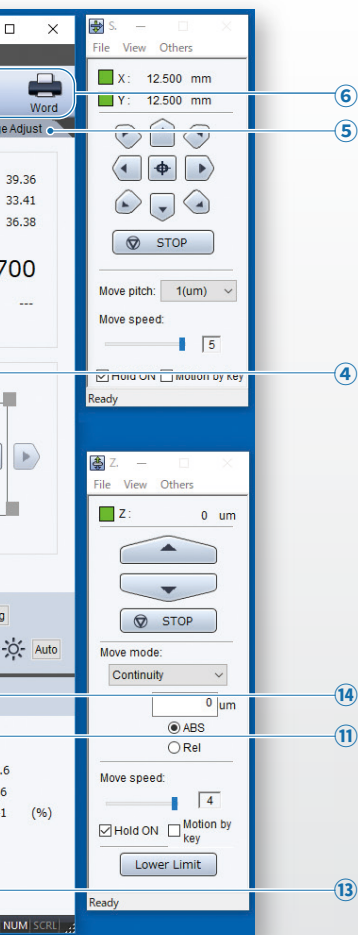 S.
File View Others
X: 12.500 mm
Y: 12.500 mm
STOP
Move pitch: 1(um)
Move speed:
5
Hold ON Motion by key
Ready
Z.
File View Others
Z: 0 um
STOP
Move mode:
Continuity
0 um
ABS
Rel
Move speed:
4
Hold ON Motion by key
Lower Limit
Ready
Word
e Adjust
39.36
33.41
36.38
700
---
g
Auto
.6
6
1 (%)
NUM SCRL
⑥
⑤
④
⑭
⑪
⑬